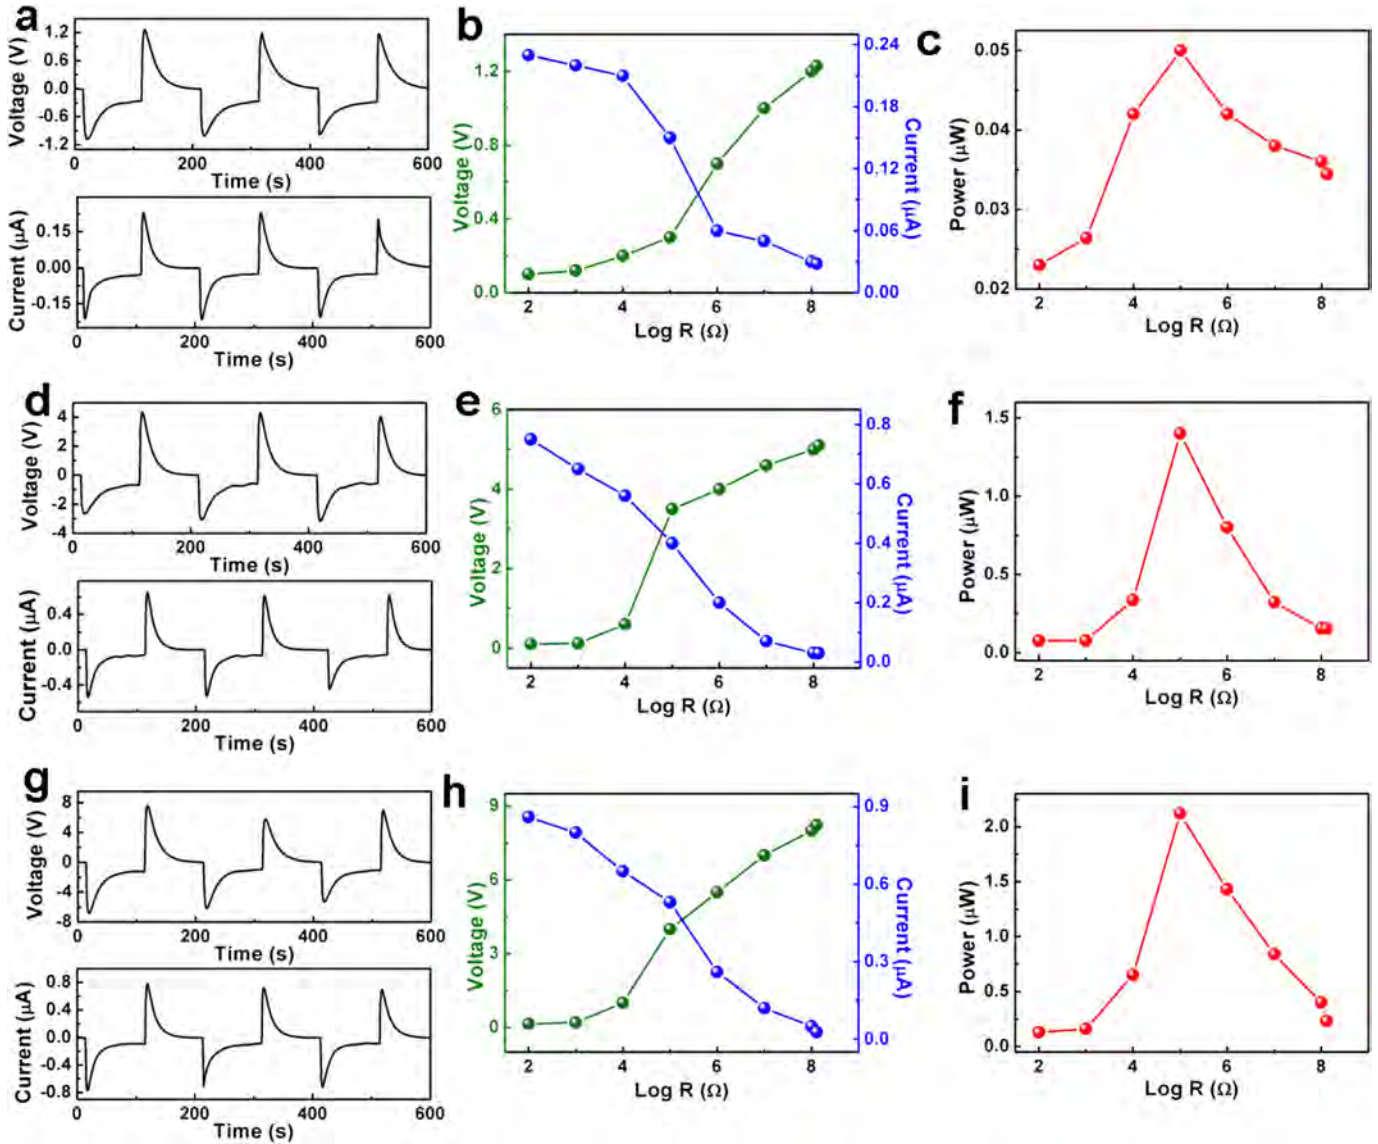 a
Voltage (V)
1.2
0.6
0.0
-0.6
-1.2
0 200 400 600
Time (s)
Current (μA)
0.15
0.00
-0.15
0 200 400 600
Time (s)
b
Voltage (V)
1.2
0.8
0.4
0.0
2 4 6 8
Log R (Ω)
0.24
0.18
0.12
0.06
0.00
Current (μA)
c
Power (μW)
0.05
0.04
0.03
0.02
2 4 6 8
Log R (Ω)
d
Voltage (V)
4
2
0
-2
-4
0 200 400 600
Time (s)
Current (μA)
0.4
0.0
-0.4
0 200 400 600
Time (s)
e
Voltage (V)
6
4
2
0
2 4 6 8
Log R (Ω)
0.8
0.6
0.4
0.2
0.0
Current (μA)
f
Power (μW)
1.5
1.0
0.5
0.0
2 4 6 8
Log R (Ω)
g
Voltage (V)
8
4
0
-4
-8
0 200 400 600
Time (s)
Current (μA)
0.8
0.4
0.0
-0.4
-0.8
0 200 400 600
Time (s)
h
Voltage (V)
9
6
3
0
2 4 6 8
Log R (Ω)
0.9
0.6
0.3
0.0
Current (μA)
i
Power (μW)
2.0
1.5
1.0
0.5
0.0
2 4 6 8
Log R (Ω)